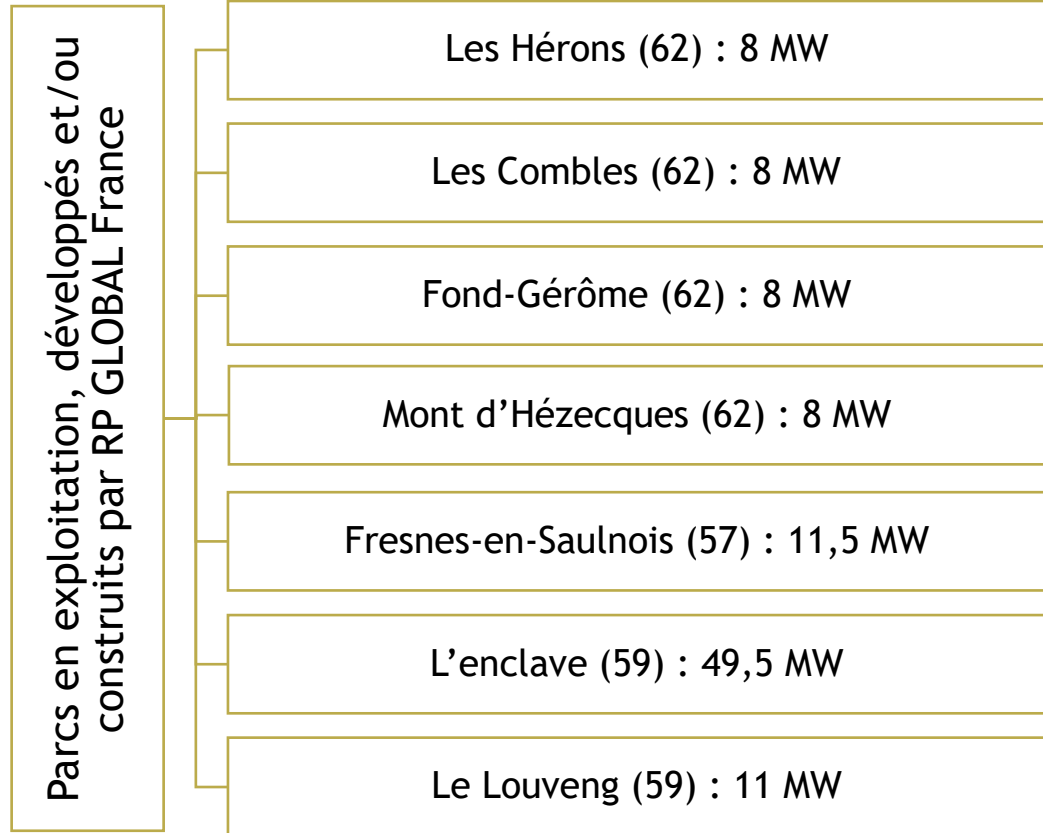 Parcs en exploitation, développés et/ou
construits par RP GLOBAL France
Les Hérons (62) : 8 MW
Les Combles (62) : 8 MW
Fond-Gérôme (62) : 8 MW
Mont d’Hézecques (62) : 8 MW
Fresnes-en-Saulnois (57) : 11,5 MW
L’enclave (59) : 49,5 MW
Le Louveng (59) : 11 MW